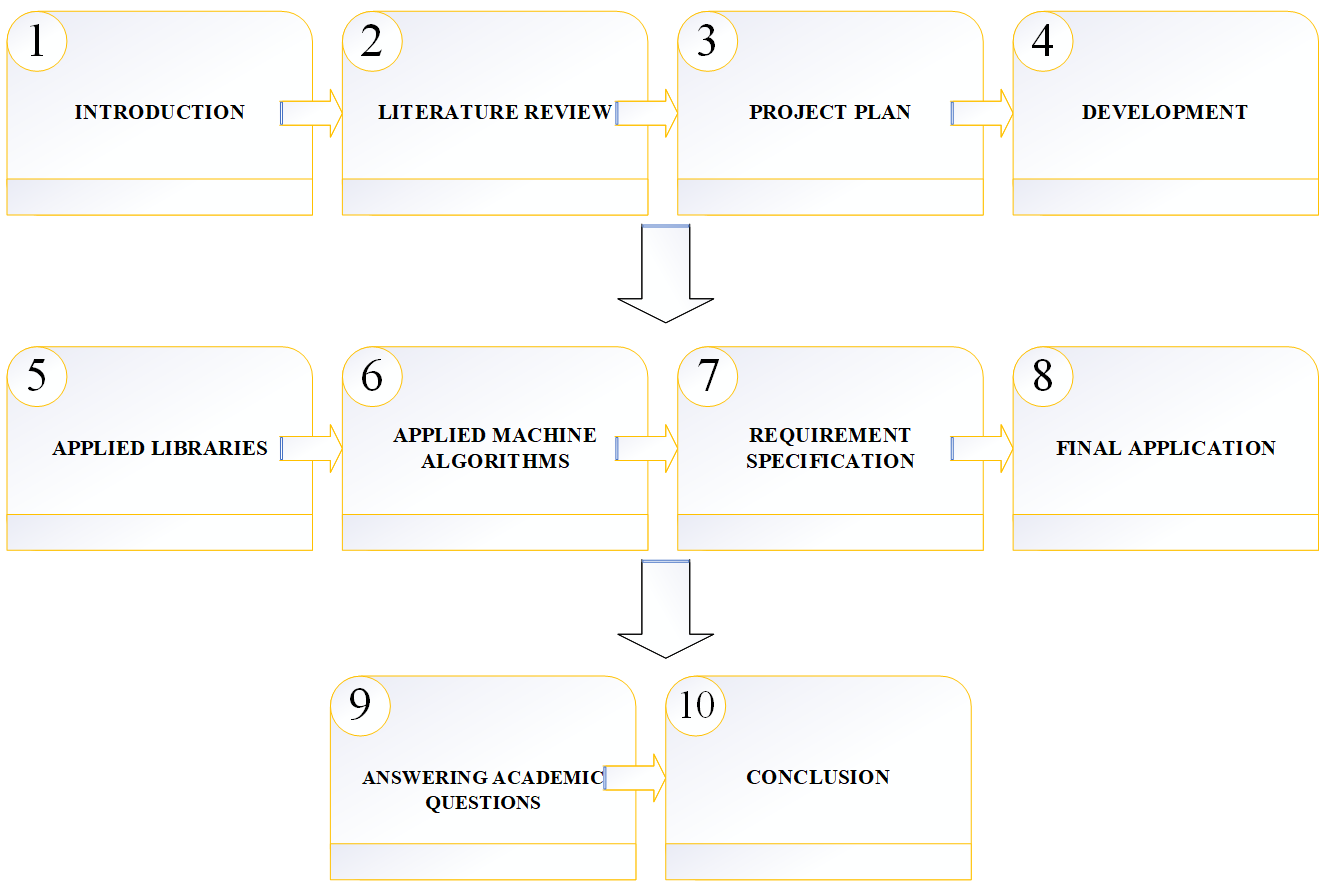 1
INTRODUCTION
2
LITERATURE REVIEW
3
PROJECT PLAN
4
DEVELOPMENT
5
APPLIED LIBRARIES
6
APPLIED MACHINE
ALGORITHMS
7
REQUIREMENT
SPECIFICATION
8
FINAL APPLICATION
9
ANSWERING ACADEMIC
QUESTIONS
10
CONCLUSION